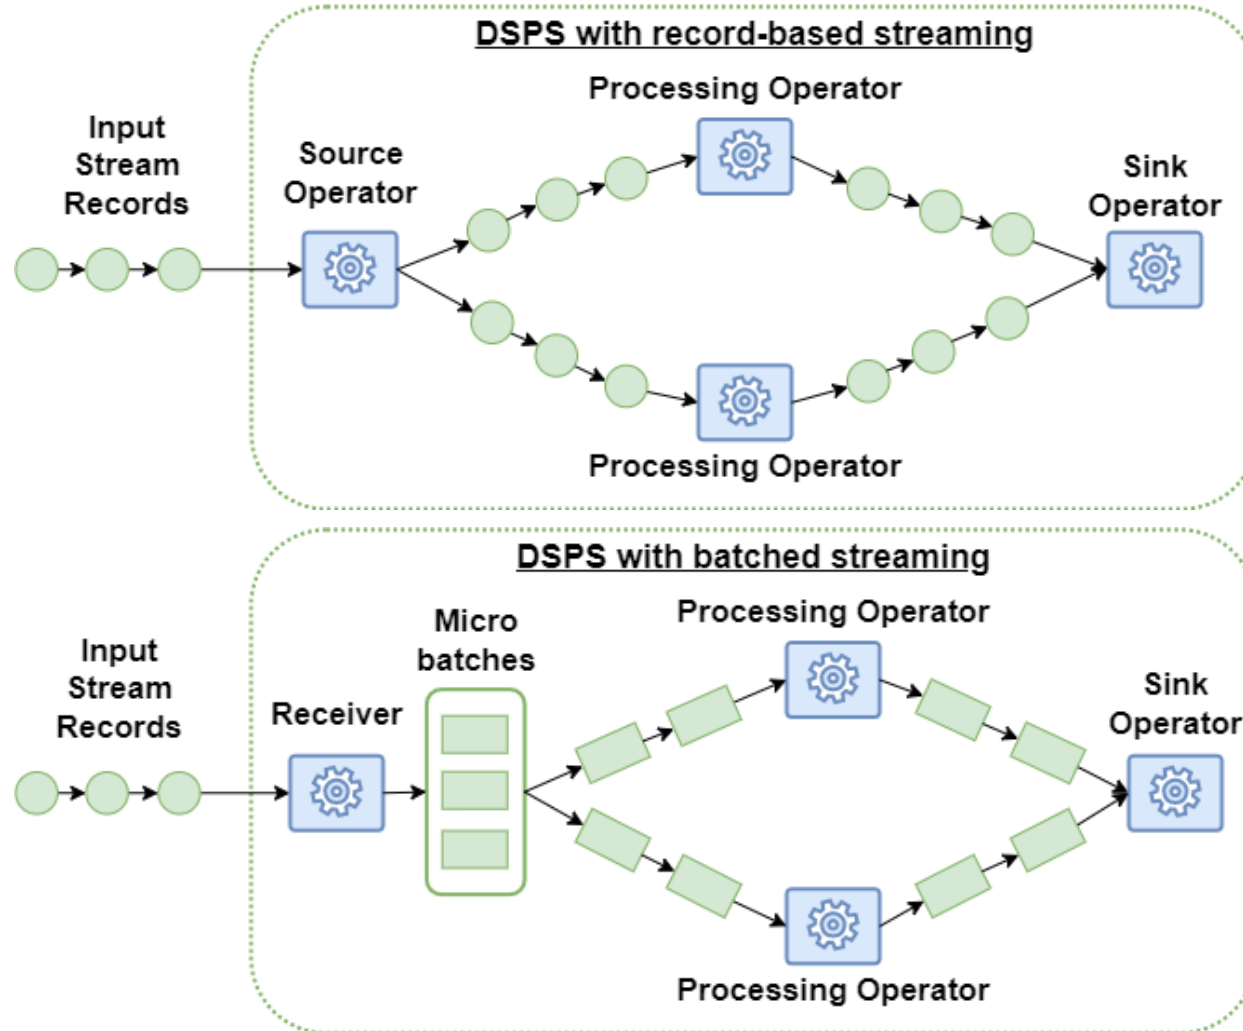 DSPS with record-based streaming
Processing Operator
Input
Stream
Records
Source
Operator
Sink
Operator
Processing Operator
DSPS with batched streaming
Processing Operator
Micro
batches
Input
Stream
Records
Receiver
Sink
Operator
Processing Operator